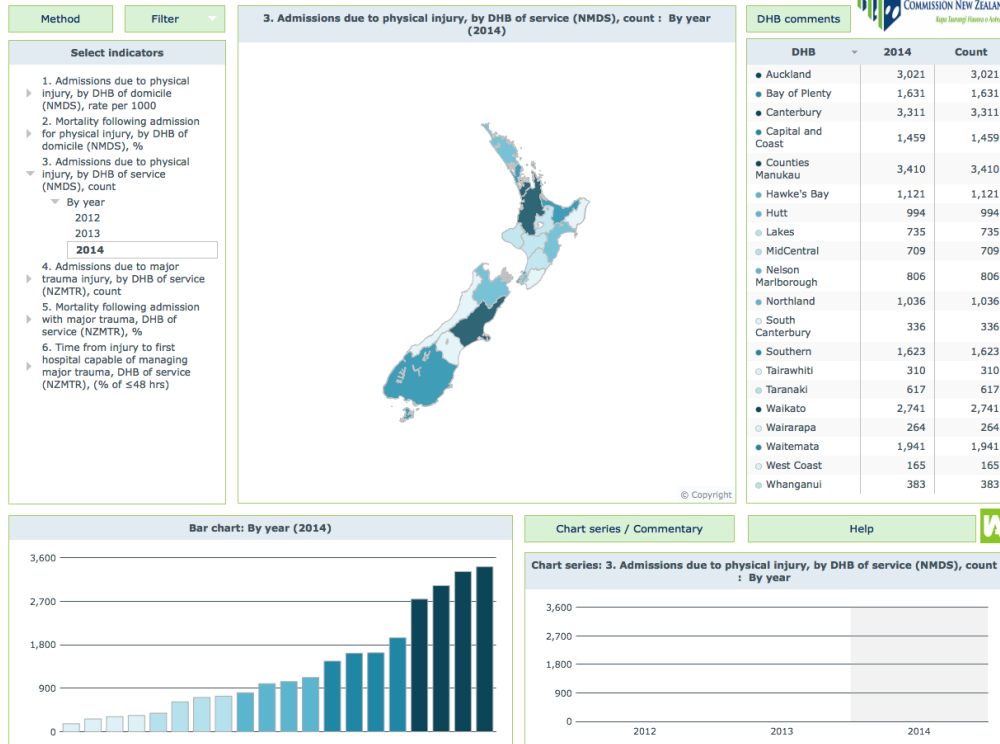 Method
Filter
Select indicators
1. Admissions due to physical
injury, by DHB of domicile
(NMDS), rate per 1000
2. Mortality following admission
for physical injury, by DHB of
domicile (NMDS), %
3. Admissions due to physical
injury, by DHB of service
(NMDS), count
By year
2012
2013
2014
4. Admissions due to major
trauma injury, by DHB of service
(NZMTR), count
5. Mortality following admission
with major trauma, DHB of
service (NZMTR), %
6. Time from injury to first
hospital capable of managing
major trauma, DHB of service
(NZMTR), (% of ≤48 hrs)
3. Admissions due to physical injury, by DHB of service (NMDS), count : By year
(2014)
© Copyright
DHB comments
COMMISSION NEW ZEALAN
DHB 2014 Count
Auckland 3,021 3,021
Bay of Plenty 1,631 1,631
Canterbury 3,311 3,311
Capital and
Coast 1,459 1,459
Counties
Manukau 3,410 3,410
Hawke's Bay 1,121 1,121
Hutt 994 994
Lakes 735 735
MidCentral 709 709
Nelson
Marlborough 806 806
Northland 1,036 1,036
South
Canterbury 336 336
Southern 1,623 1,623
Tairawhiti 310 310
Taranaki 617 617
Waikato 2,741 2,741
Wairarapa 264 264
Waitemata 1,941 1,941
West Coast 165 165
Whanganui 383 383
Bar chart: By year (2014)
3,600
2,700
1,800
900
0
Chart series / Commentary
Help
Chart series: 3. Admissions due to physical injury, by DHB of service (NMDS), count
: By year
3,600
2,700
1,800
900
0
2012 2013 2014